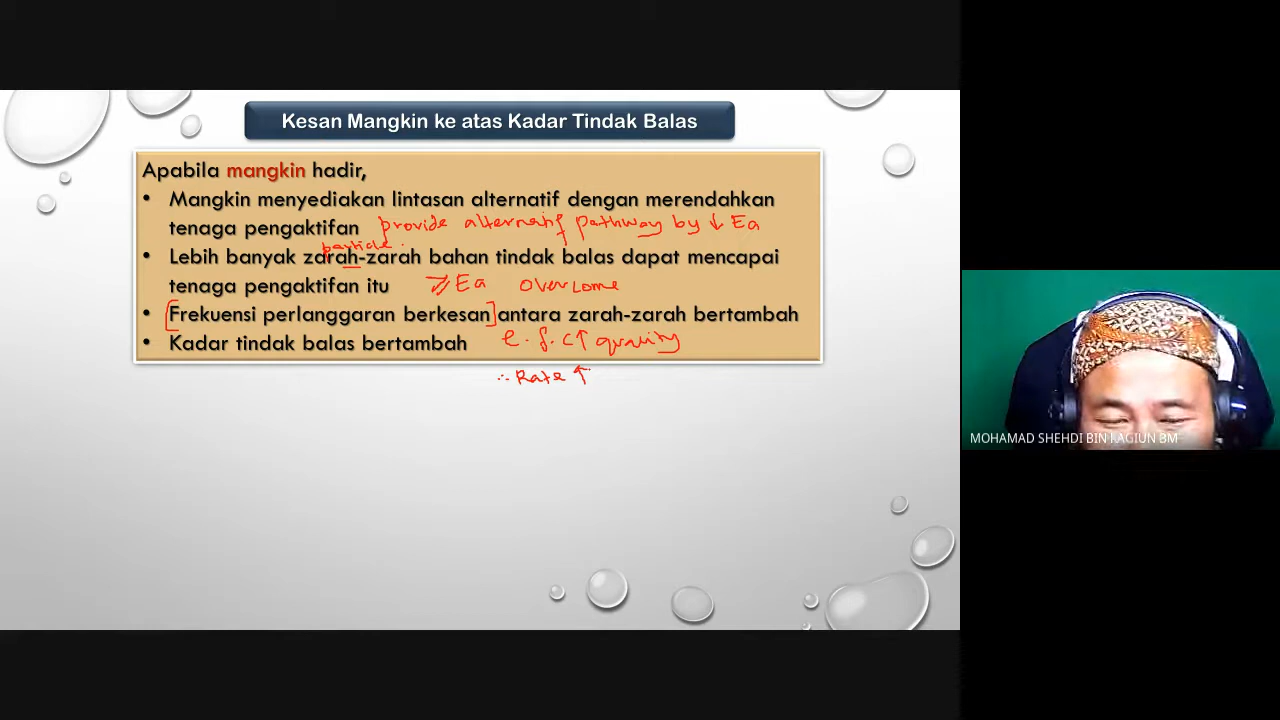 Kesan Mangkin ke atas Kadar Tindak Balas
Apabila mangkin hadir,
• Mangkin menyediakan lintasan alternatif dengan merendahkan
tenaga pengaktifan provide alternatif pathway by ↓ Ea
particle
• Lebih banyak zarah-zarah bahan tindak balas dapat mencapai
tenaga pengaktifan itu ≥ Ea overcome
• [Frekuensi perlanggaran berkesan] antara zarah-zarah bertambah
• Kadar tindak balas bertambah e.f.c ↑ quality
∴ Rate ↑
MOHAMAD SHEHDI BIN RAGIUN BM